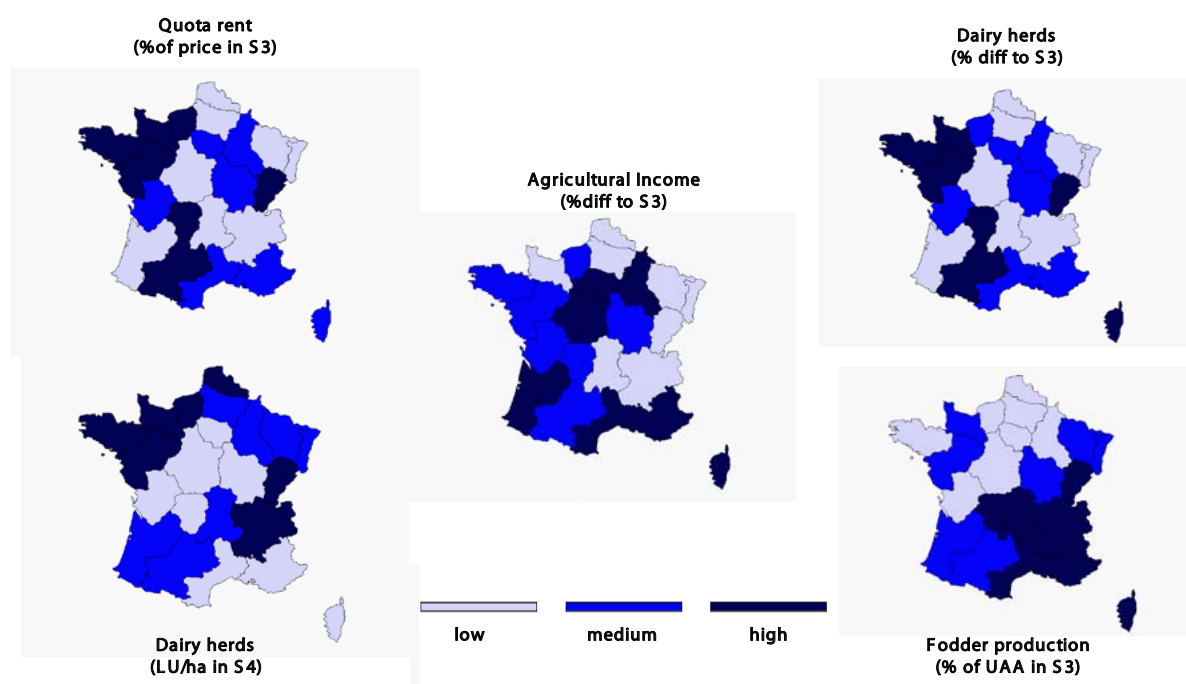 Quota rent
(%of price in S3)
Dairy herds
(% diff to S3)
Agricultural Income
(%diff to S3)
low
medium
high
Dairy herds
(LU/ha in S4)
Fodder production
(% of UAA in S3)